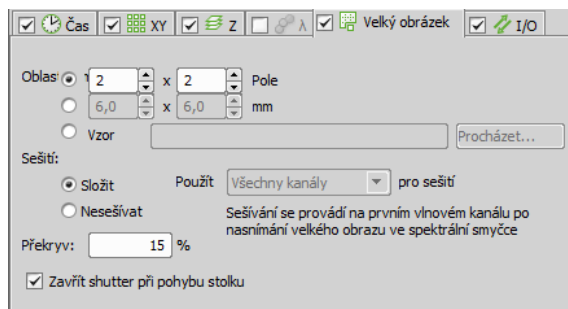 Čas XY Z λ Velký obrázek I/O
2 x 2 Pole
6,0 x 6,0 mm
Vzor Procházet...
Sešití:
Složit Použít Všechny kanály pro sešití
Nesešívat Sešívání se provádí na prvním vlnovém kanálu po
nasnímání velkého obrazu ve spektrální smyčce
Překryv: 15 %
Zavřít shutter při pohybu stolku